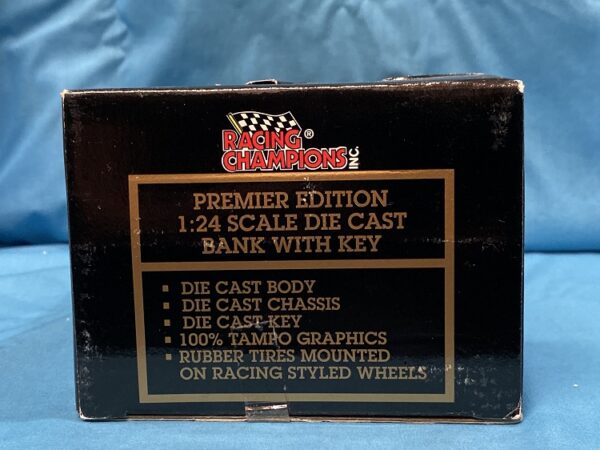 RACING ®
CHAMPIONS INC.
PREMIER EDITION
1:24 SCALE DIE CAST
BANK WITH KEY
▪ DIE CAST BODY
▪ DIE CAST CHASSIS
▪ DIE CAST KEY
▪ 100% TAMPO GRAPHICS
▪ RUBBER TIRES MOUNTED
ON RACING STYLED WHEELS